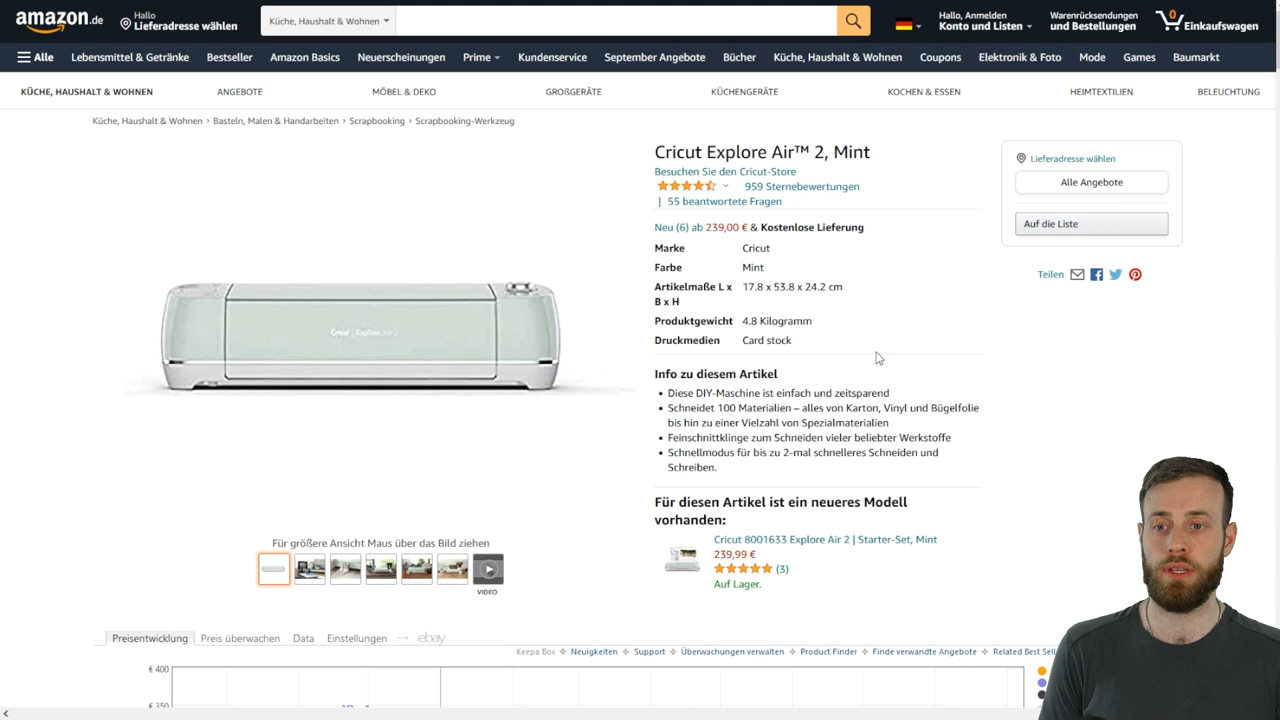 amazon.de
Hallo
Lieferadresse wählen
Küche, Haushalt & Wohnen
Hallo, Anmelden
Konto und Listen
Warenrücksendungen
und Bestellungen
0
Einkaufswagen
Alle
Lebensmittel & Getränke
Bestseller
Amazon Basics
Neuerscheinungen
Prime
Kundenservice
September Angebote
Bücher
Küche, Haushalt & Wohnen
Coupons
Elektronik & Foto
Mode
Games
Baumarkt
KÜCHE, HAUSHALT & WOHNEN
ANGEBOTE
MÖBEL & DEKO
GROßGERÄTE
KÜCHENGERÄTE
KOCHEN & ESSEN
HEIMTEXTILIEN
BELEUCHTUNG
Küche, Haushalt & Wohnen › Basteln, Malen & Handarbeiten › Scrapbooking › Scrapbooking-Werkzeug
Cricut Explore Air™ 2, Mint
Besuchen Sie den Cricut-Store
959 Sternebewertungen
| 55 beantwortete Fragen
Neu (6) ab 239,00 € & Kostenlose Lieferung
Marke Cricut
Farbe Mint
Artikelmaße L x B x H 17.8 x 53.8 x 24.2 cm
Produktgewicht 4.8 Kilogramm
Druckmedien Card stock
Info zu diesem Artikel
• Diese DIY-Maschine ist einfach und zeitsparend
• Schneidet 100 Materialien – alles von Karton, Vinyl und Bügelfolie
bis hin zu einer Vielzahl von Spezialmaterialien
• Feinschnittklinge zum Schneiden vieler beliebter Werkstoffe
• Schnellmodus für bis zu 2-mal schnelleres Schneiden und
Schreiben.
Für diesen Artikel ist ein neueres Modell
vorhanden:
Cricut 8001633 Explore Air 2 | Starter-Set, Mint
239,99 €
(3)
Auf Lager.
Lieferadresse wählen
Alle Angebote
Auf die Liste
Teilen
Cricut Explore Air 2
Für größere Ansicht Maus über das Bild ziehen
VIDEO
Preisentwicklung
Preis überwachen
Data
Einstellungen
ebay
Keepa Box
Neuigkeiten
Support
Überwachungen verwalten
Product Finder
Finde verwandte Angebote
Related Best Sell
€ 400
€ 350